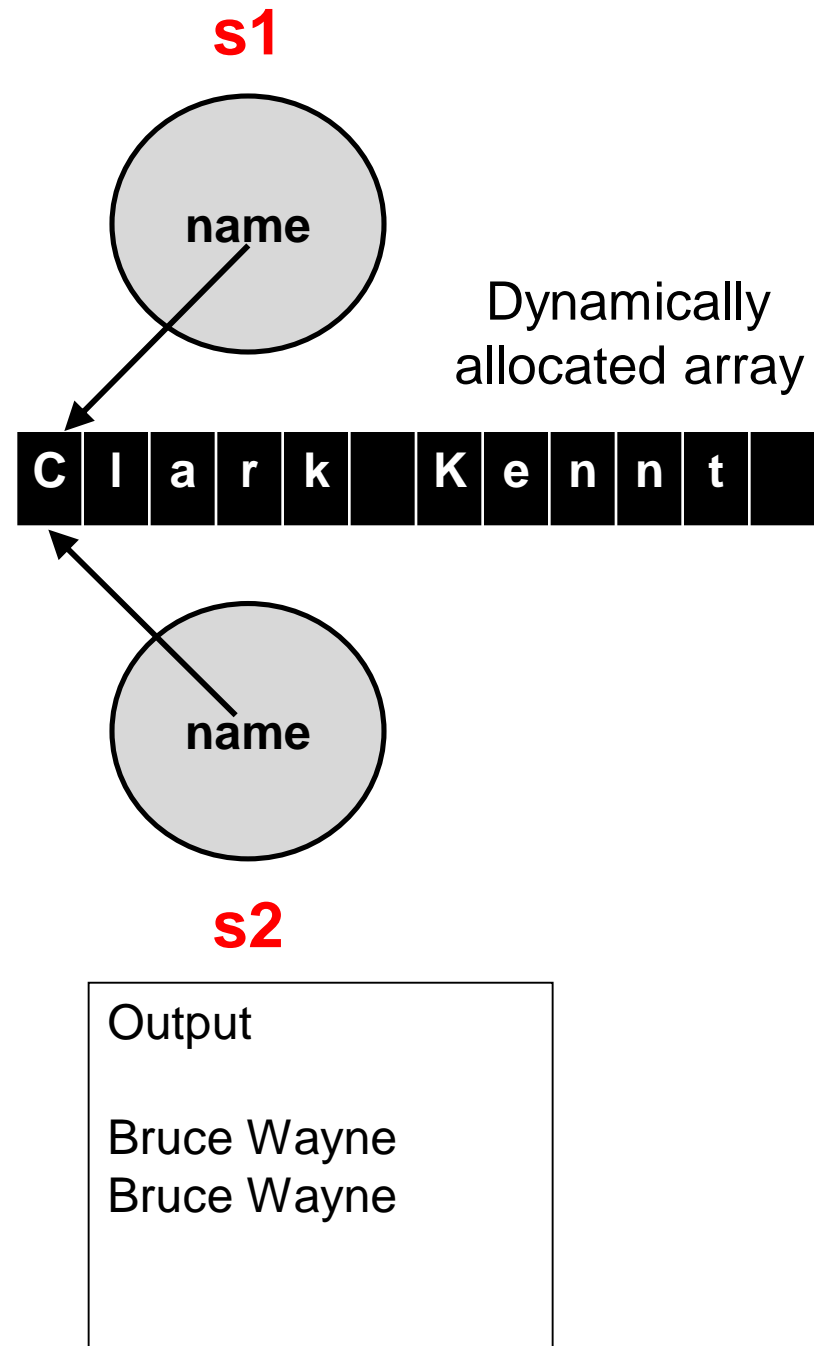 s1
name
Dynamically
allocated array
C l a r k K e n n t
name
s2
Output
Bruce Wayne
Bruce Wayne